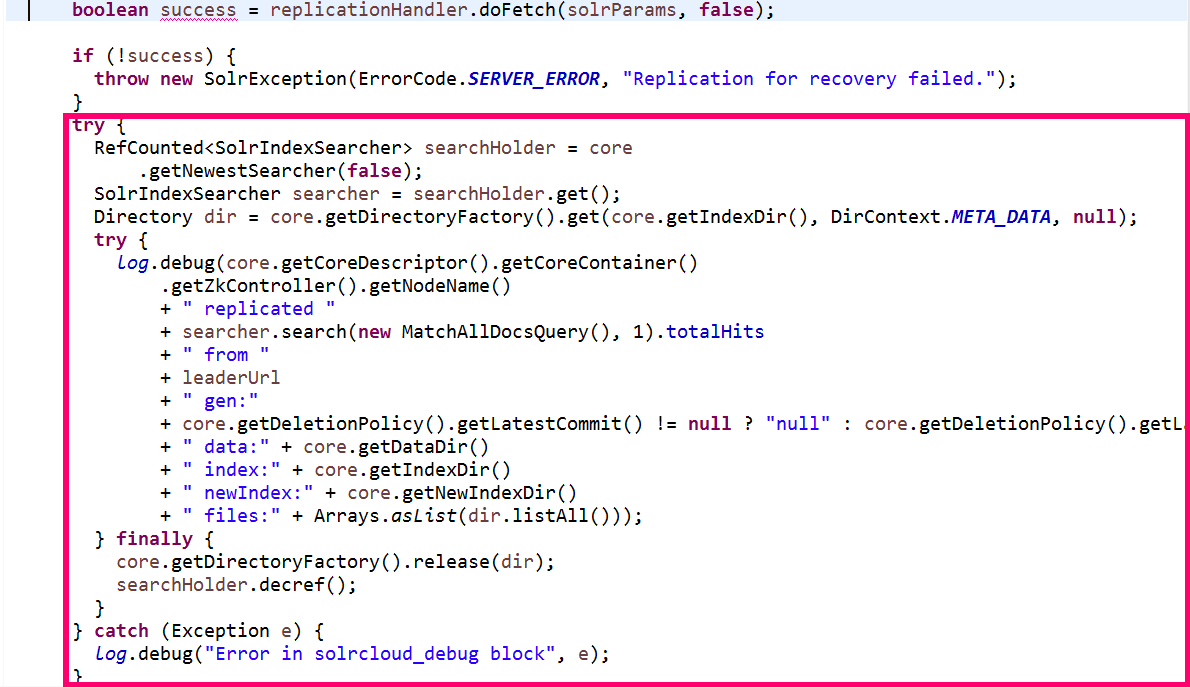 boolean success = replicationHandler.doFetch(solrParams, false);
if (!success) {
throw new SolrException(ErrorCode.SERVER_ERROR, "Replication for recovery failed.");
}
try {
RefCounted<SolrIndexSearcher> searchHolder = core
.getNewestSearcher(false);
SolrIndexSearcher searcher = searchHolder.get();
Directory dir = core.getDirectoryFactory().get(core.getIndexDir(), DirContext.META_DATA, null);
try {
log.debug(core.getCoreDescriptor().getCoreContainer()
.getZkController().getNodeName()
+ " replicated "
+ searcher.search(new MatchAllDocsQuery(), 1).totalHits
+ " from "
+ leaderUrl
+ " gen:"
+ core.getDeletionPolicy().getLatestCommit() != null ? "null" : core.getDeletionPolicy().getL
+ " data:" + core.getDataDir()
+ " index:" + core.getIndexDir()
+ " newIndex:" + core.getNewIndexDir()
+ " files:" + Arrays.asList(dir.listAll()));
} finally {
core.getDirectoryFactory().release(dir);
searchHolder.decref();
}
} catch (Exception e) {
log.debug("Error in solrcloud_debug block", e);
}